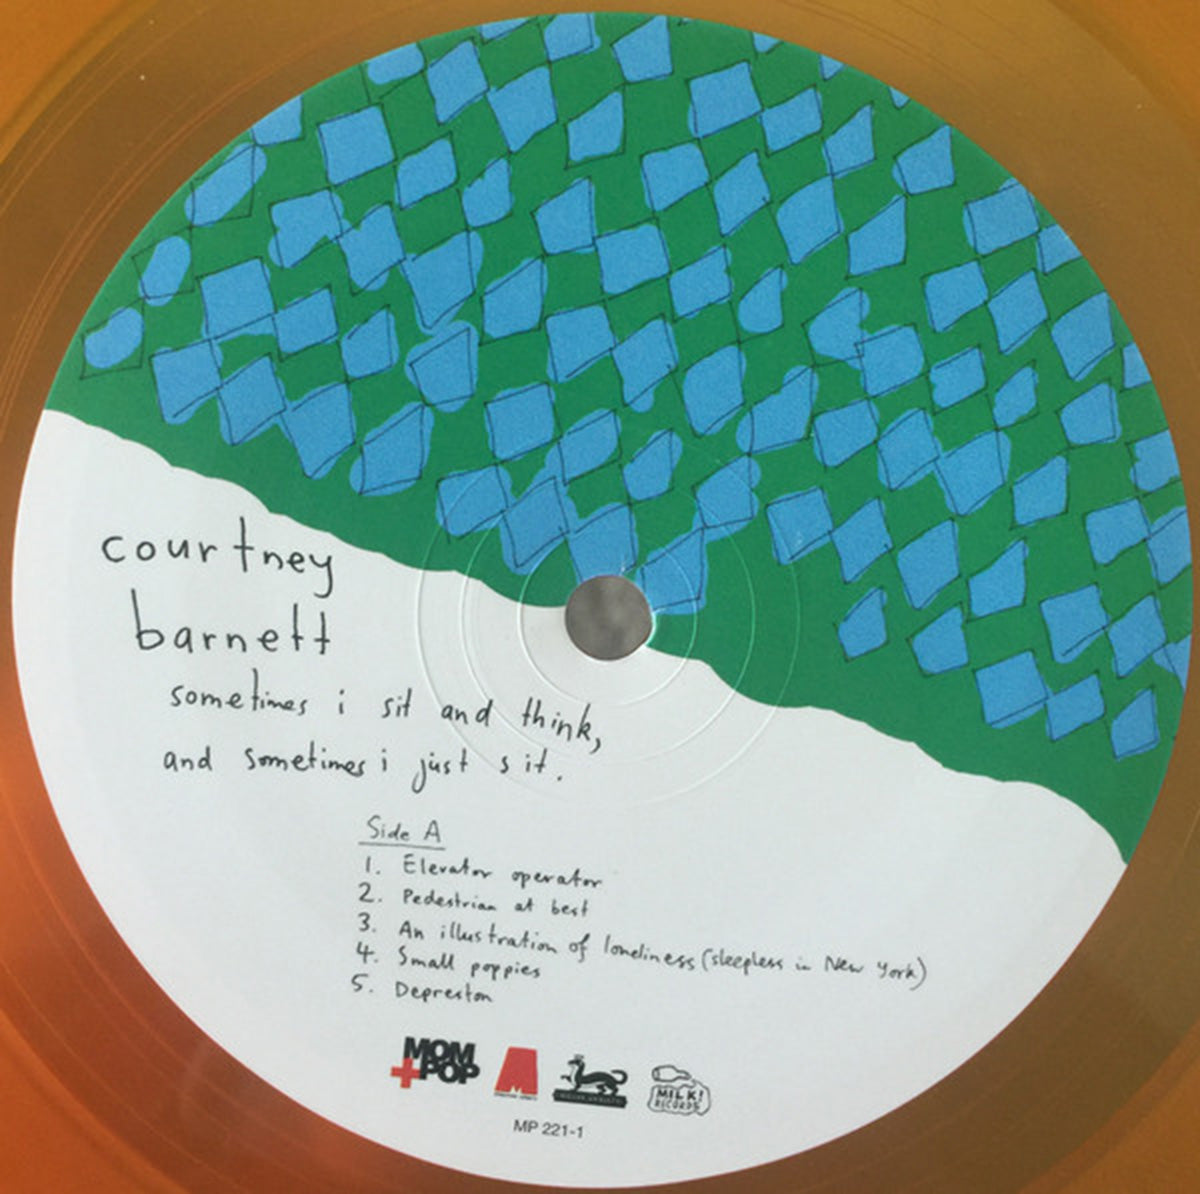 courtney
barnett
sometimes i sit and think,
and sometimes i just sit.
Side A
1. Elevator operator
2. Pedestrian at best
3. An illustration of loneliness (sleepless in New York)
4. Small poppies
5. Depreston
MOM
+POP
MILK!
RECORDS
MP 221-1